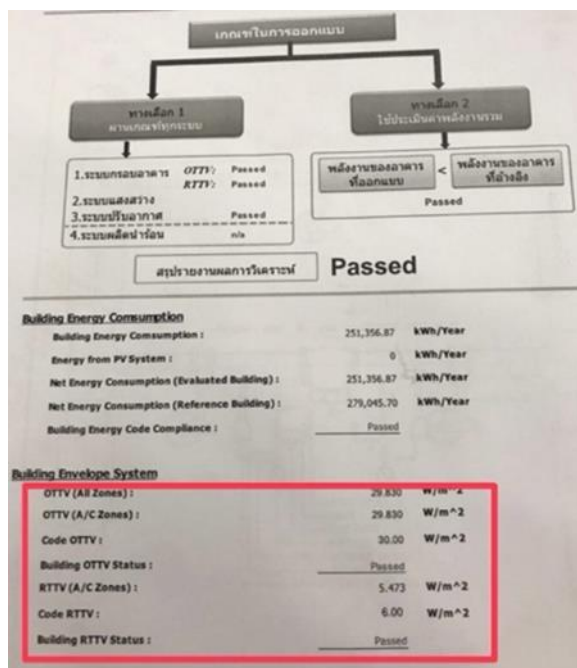 เกณฑ์ในการออกแบบ
ทางเลือก 1
ผ่านเกณฑ์ทุกระบบ
ทางเลือก 2
ใช้ประเมินค่าพลังงานรวม
1.ระบบกรอบอาคาร OTTV: Passed
RTTV: Passed
2.ระบบแสงสว่าง
3.ระบบปรับอากาศ Passed
4.ระบบผลิตน้ำร้อน n/a
พลังงานของอาคาร
ที่ออกแบบ
<
พลังงานของอาคาร
ที่อ้างอิง
Passed
สรุปรายงานผลการวิเคราะห์ Passed
Building Energy Comsumption
Building Energy Comsumption : 251,356.87 kWh/Year
Energy from PV System : 0 kWh/Year
Net Energy Consumption (Evaluated Building) : 251,356.87 kWh/Year
Net Energy Consumption (Reference Building) : 279,045.70 kWh/Year
Building Energy Code Compliance : Passed
Building Envelope System
OTTV (All Zones) : 29.830 W/m^2
OTTV (A/C Zones) : 29.830 W/m^2
Code OTTV : 30.00 W/m^2
Building OTTV Status : Passed
RTTV (A/C Zones) : 5.473 W/m^2
Code RTTV : 6.00 W/m^2
Building RTTV Status : Passed